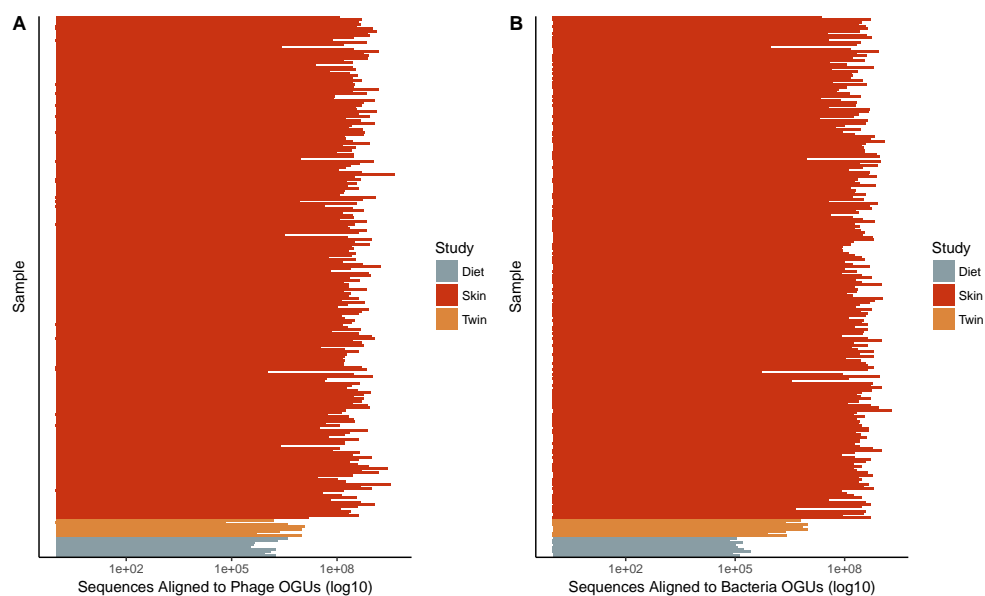 A
Sample
Study
Diet
Skin
Twin
1e+02 1e+05 1e+08
Sequences Aligned to Phage OGUs (log10)
B
Sample
Study
Diet
Skin
Twin
1e+02 1e+05 1e+08
Sequences Aligned to Bacteria OGUs (log10)